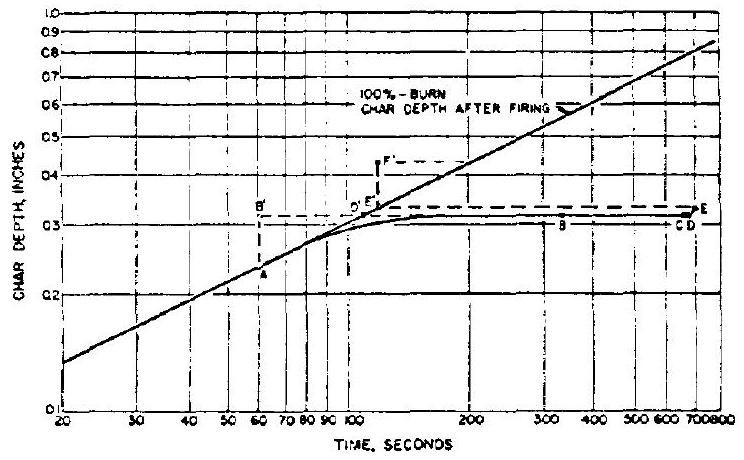 1.0
0.9
0.8
0.7
0.6
0.5
0.4
0.3
0.2
0.1
CHAR DEPTH, INCHES
100%-BURN
CHAR DEPTH AFTER FIRING
F'
B'
D' E'
E
A
B
C D
20 30 40 50 60 70 80 90 100 200 300 400 500 600 700 800
TIME, SECONDS